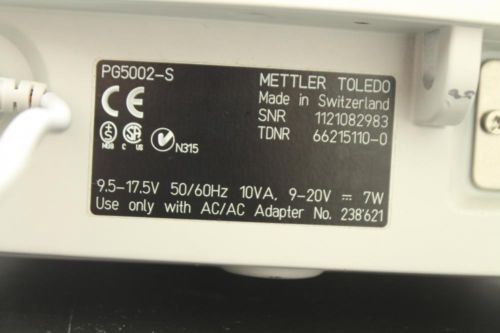 PG5002-S METTLER TOLEDO
CE Made in Switzerland
SNR 1121082983
TDNR 66215110-0
N315
C US
9.5-17.5V 50/60Hz 10VA, 9-20V ⎓ 7W
Use only with AC/AC Adapter No. 238'621